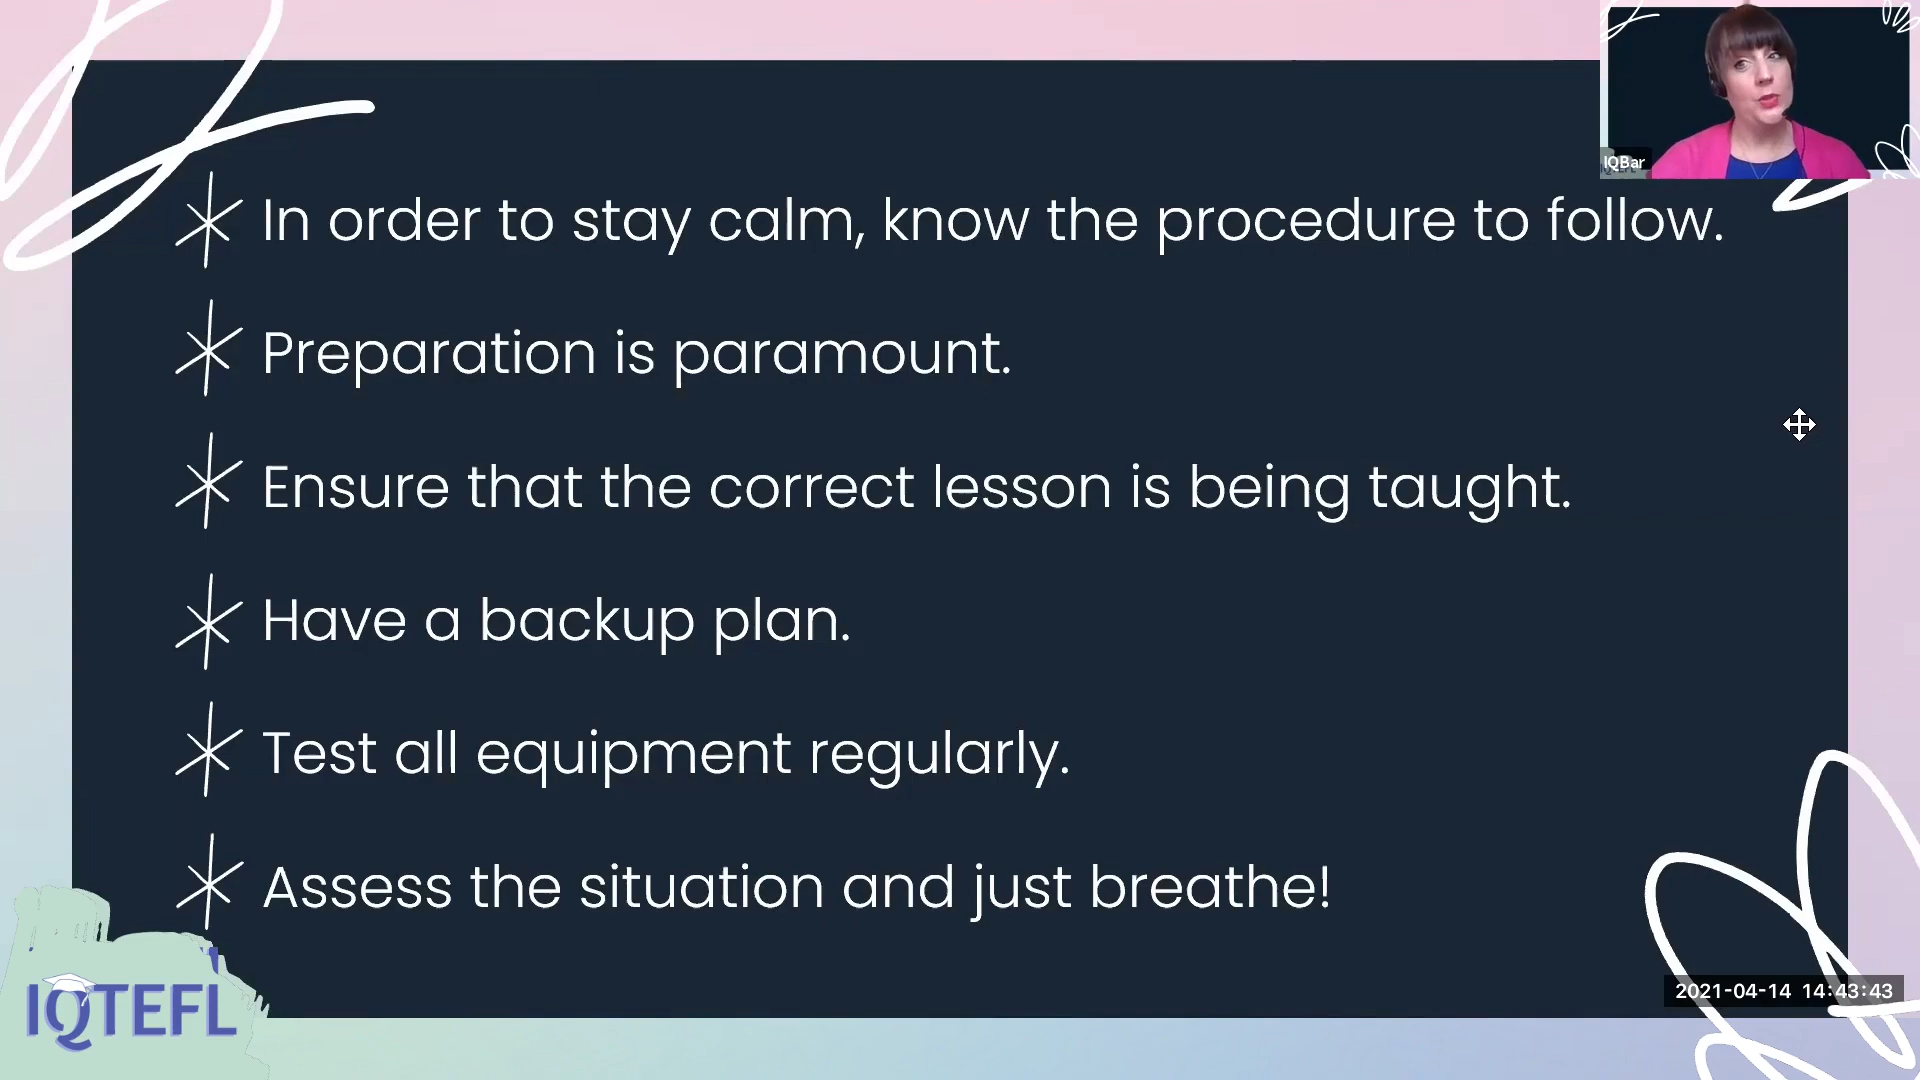 IQBar
In order to stay calm, know the procedure to follow.
Preparation is paramount.
Ensure that the correct lesson is being taught.
Have a backup plan.
Test all equipment regularly.
Assess the situation and just breathe!
IQTEFL
2021-04-14 14:43:43